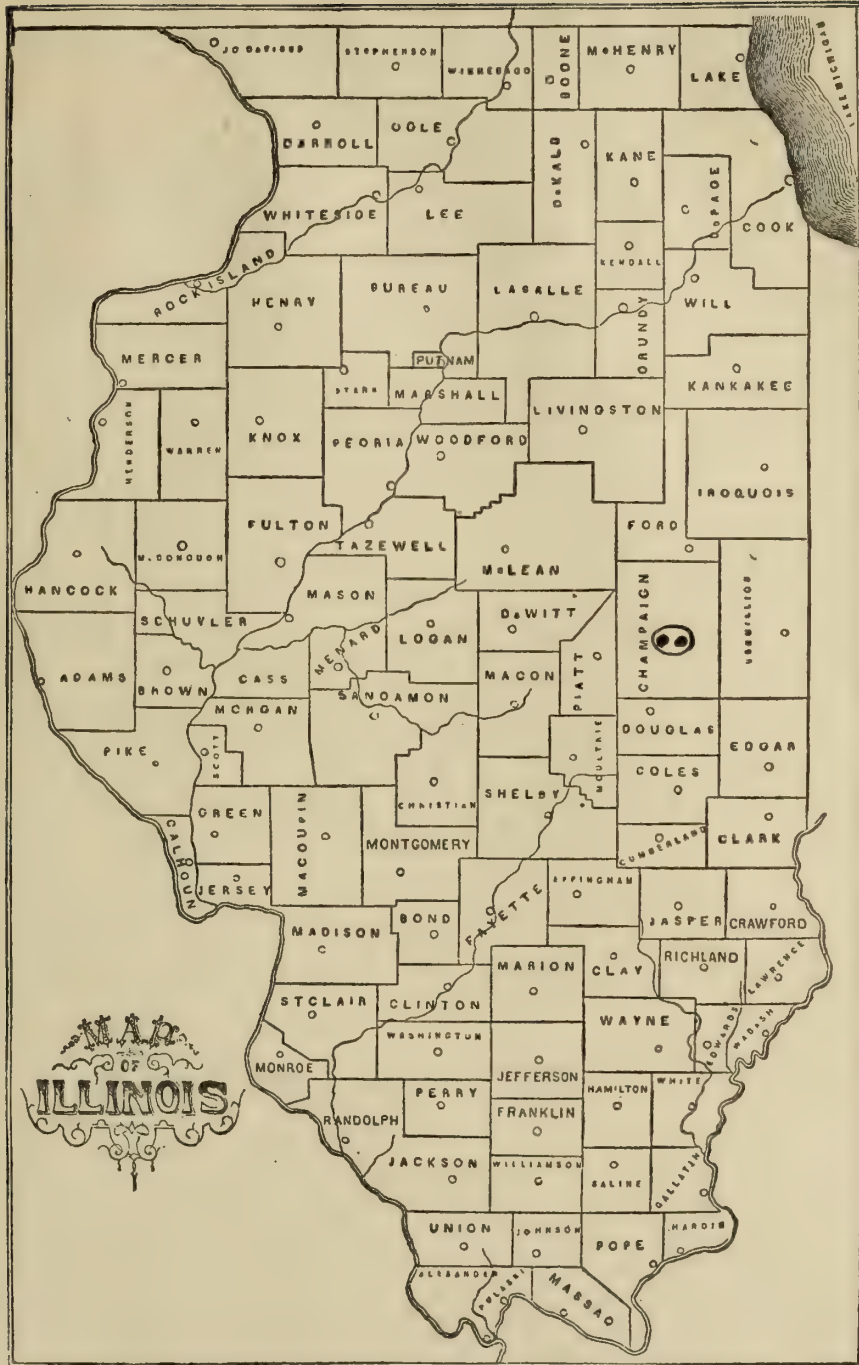 JO DAVIESS
STEPHENSON
WINNEBAGO
BOONE
McHENRY
LAKE
LAKE MICHIGAN
CARROLL
OGLE
DeKALB
KANE
DuPAGE
COOK
WHITESIDE
LEE
KENDALL
ROCK ISLAND
HENRY
BUREAU
LASALLE
GRUNDY
WILL
MERCER
PUTNAM
KANKAKEE
STARK
MARSHALL
LIVINGSTON
HENDERSON
WARREN
KNOX
PEORIA
WOODFORD
IROQUOIS
FULTON
FORD
HANCOCK
McDONOUGH
TAZEWELL
McLEAN
MASON
SCHUYLER
DeWITT
CHAMPAIGN
VERMILLION
LOGAN
MENARD
ADAMS
BROWN
CASS
MACON
PIATT
SANGAMON
MORGAN
DOUGLAS
PIKE
SCOTT
MOULTRIE
EDGAR
COLES
CHRISTIAN
SHELBY
GREEN
MACOUPIN
CALHOUN
MONTGOMERY
CUMBERLAND
CLARK
JERSEY
EFFINGHAM
FAYETTE
BOND
JASPER
CRAWFORD
MADISON
MARION
CLAY
RICHLAND
LAWRENCE
ST CLAIR
CLINTON
WAYNE
EDWARDS
WABASH
WASHINGTON
MAP
OF
ILLINOIS
MONROE
JEFFERSON
HAMILTON
WHITE
PERRY
RANDOLPH
FRANKLIN
JACKSON
WILLIAMSON
SALINE
GALLATIN
UNION
JOHNSON
POPE
HARDIN
ALEXANDER
PULASKI
MASSAC